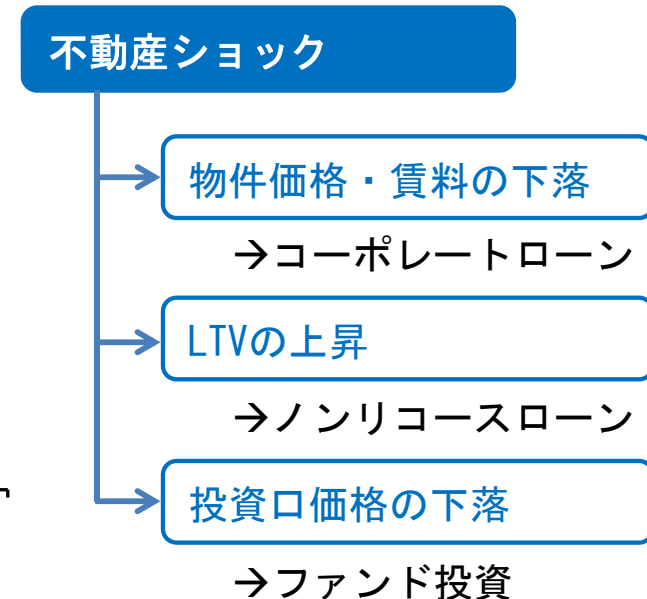 不動産ショック
物件価格・賃料の下落
→コーポレートローン
LTVの上昇
→ノンリコースローン
投資口価格の下落
→ファンド投資